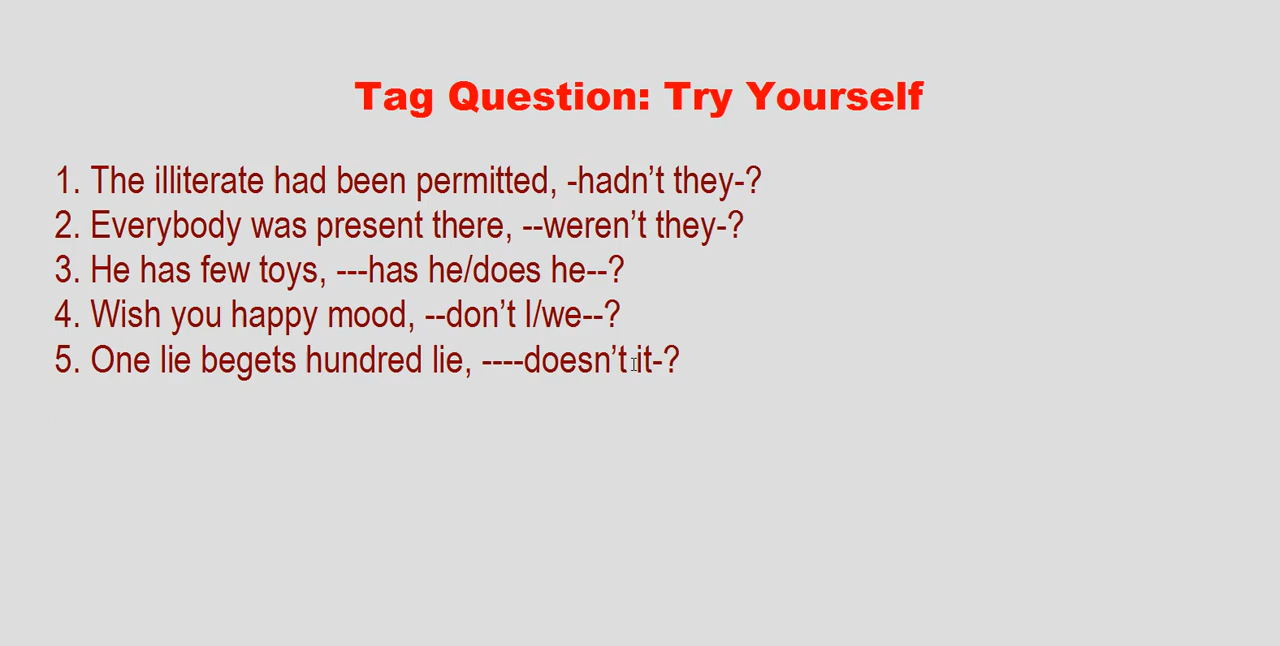 Tag Question: Try Yourself
1. The illiterate had been permitted, -hadn’t they-?
2. Everybody was present there, --weren’t they-?
3. He has few toys, ---has he/does he--?
4. Wish you happy mood, --don’t I/we--?
5. One lie begets hundred lie, ----doesn’t it-?